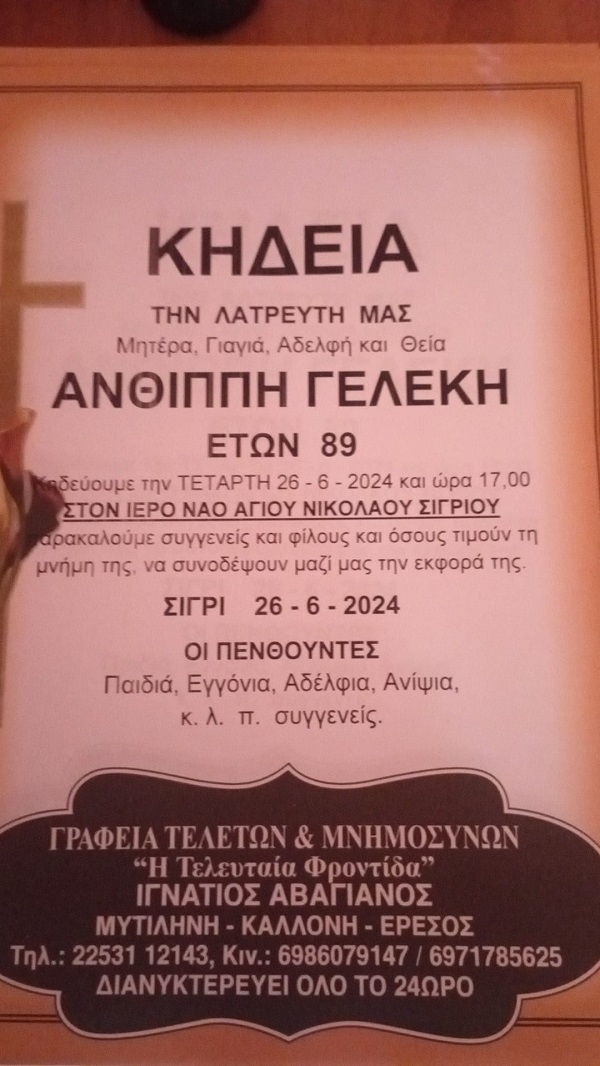 ΚΗΔΕΙΑ
ΤΗΝ ΛΑΤΡΕΥΤΗ ΜΑΣ
Μητέρα, Γιαγιά, Αδελφή και Θεία
ΑΝΘΙΠΠΗ ΓΕΛΕΚΗ
ΕΤΩΝ 89
Κηδεύουμε την ΤΕΤΑΡΤΗ 26 - 6 - 2024 και ώρα 17,00
ΣΤΟΝ ΙΕΡΟ ΝΑΟ ΑΓΙΟΥ ΝΙΚΟΛΑΟΥ ΣΙΓΡΙΟΥ
Παρακαλούμε συγγενείς και φίλους και όσους τιμούν τη
μνήμη της, να συνοδέψουν μαζί μας την εκφορά της.
ΣΙΓΡΙ 26 - 6 - 2024
ΟΙ ΠΕΝΘΟΥΝΤΕΣ
Παιδιά, Εγγόνια, Αδέλφια, Ανίψια,
κ. λ. π. συγγενείς.
ΓΡΑΦΕΙΑ ΤΕΛΕΤΩΝ & ΜΝΗΜΟΣΥΝΩΝ
“Η Τελευταία Φροντίδα”
ΙΓΝΑΤΙΟΣ ΑΒΑΓΙΑΝΟΣ
ΜΥΤΙΛΗΝΗ - ΚΑΛΛΟΝΗ - ΕΡΕΣΟΣ
Τηλ.: 22531 12143, Κιν.: 6986079147 / 6971785625
ΔΙΑΝΥΚΤΕΡΕΥΕΙ ΟΛΟ ΤΟ 24ΩΡΟ